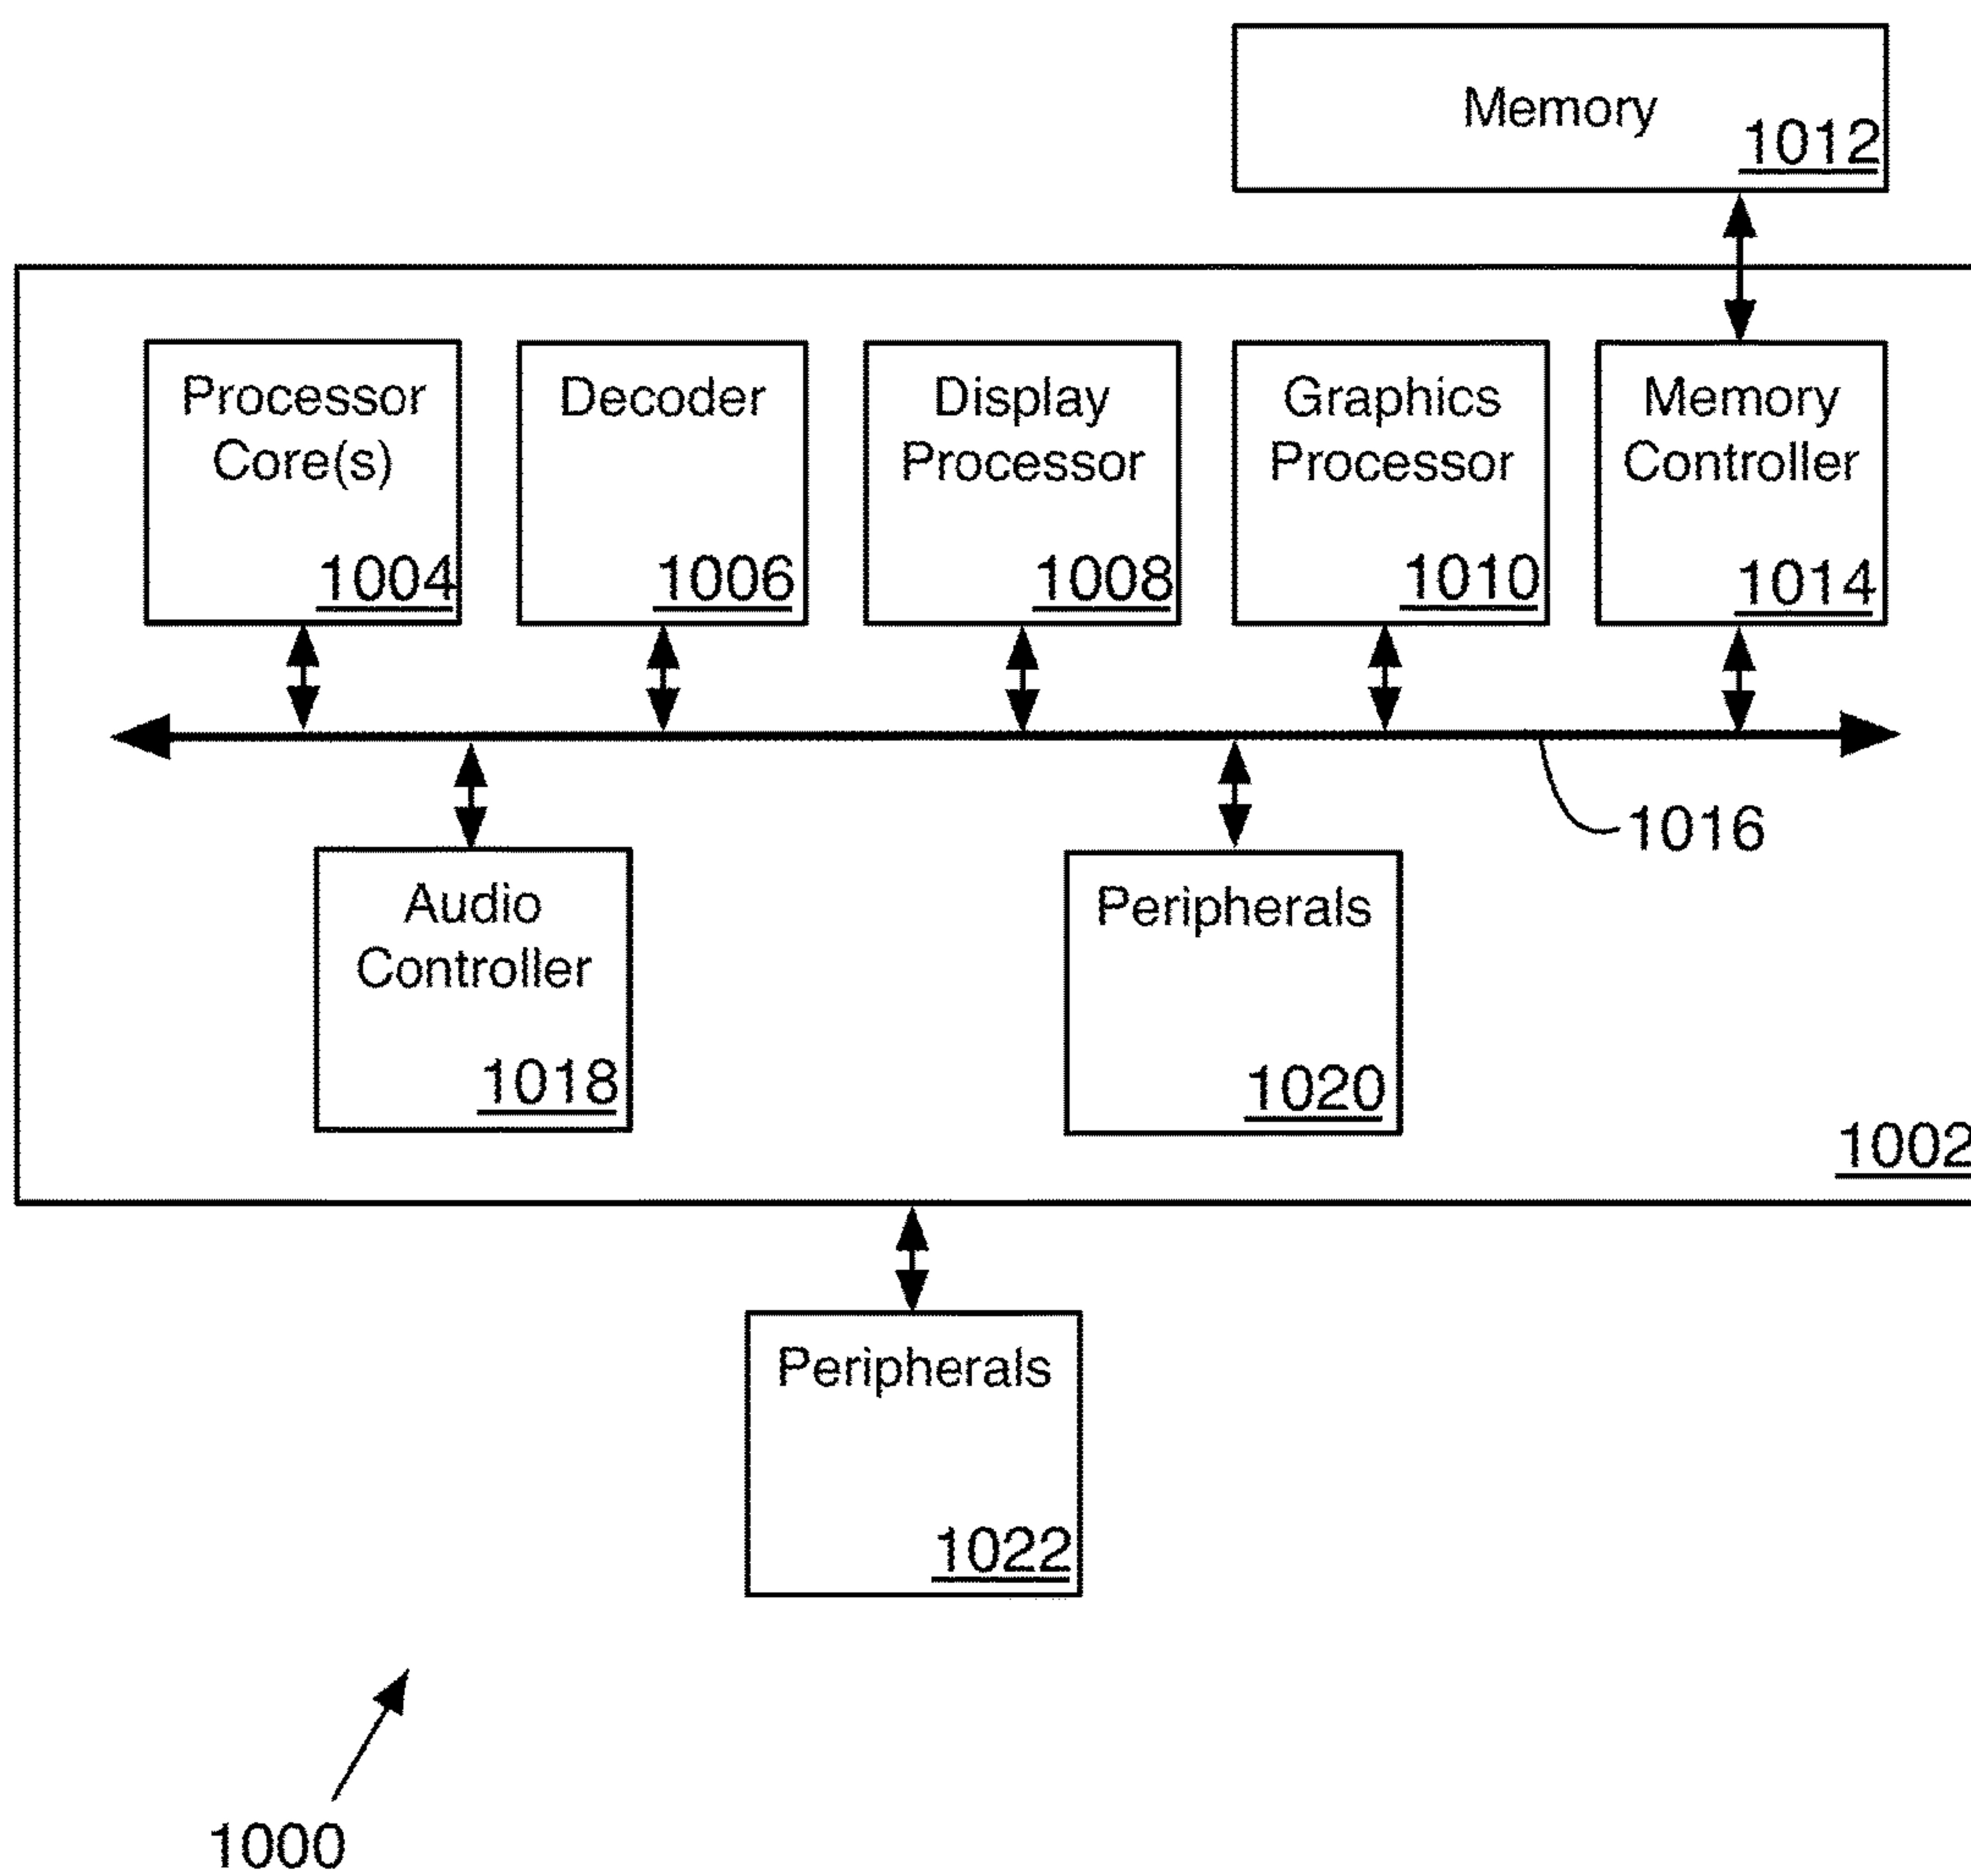 Memory
1012
Processor
Core(s)
1004
Decoder
1006
Display
Processor
1008
Graphics
Processor
1010
Memory
Controller
1014
1016
Audio
Controller
1018
Peripherals
1020
1002
Peripherals
1022
1000